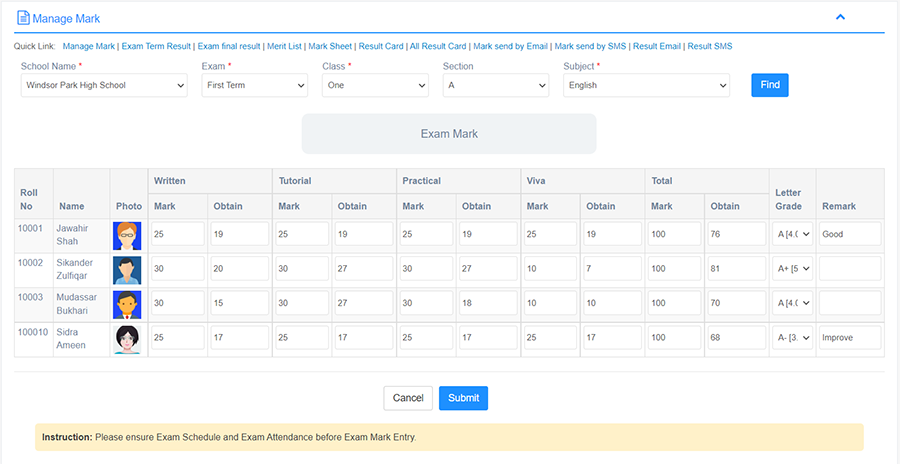 Manage Mark
Quick Link: Manage Mark | Exam Term Result | Exam final result | Merit List | Mark Sheet | Result Card | All Result Card | Mark send by Email | Mark send by SMS | Result Email | Result SMS
School Name * Exam * Class * Section Subject *
Windsor Park High School First Term One A English Find
Exam Mark
Roll No Name Photo Written Tutorial Practical Viva Total Letter Grade Remark
Mark Obtain Mark Obtain Mark Obtain Mark Obtain Mark Obtain
10001 Jawahir Shah 25 19 25 19 25 19 25 19 100 76 A [4.0 Good
10002 Sikander Zulfiqar 30 20 30 27 30 27 10 7 100 81 A+ [5
10003 Mudassar Bukhari 30 15 30 27 30 18 10 10 100 70 A [4.0
100010 Sidra Ameen 25 17 25 17 25 17 25 17 100 68 A- [3. Improve
Cancel Submit
Instruction: Please ensure Exam Schedule and Exam Attendance before Exam Mark Entry.